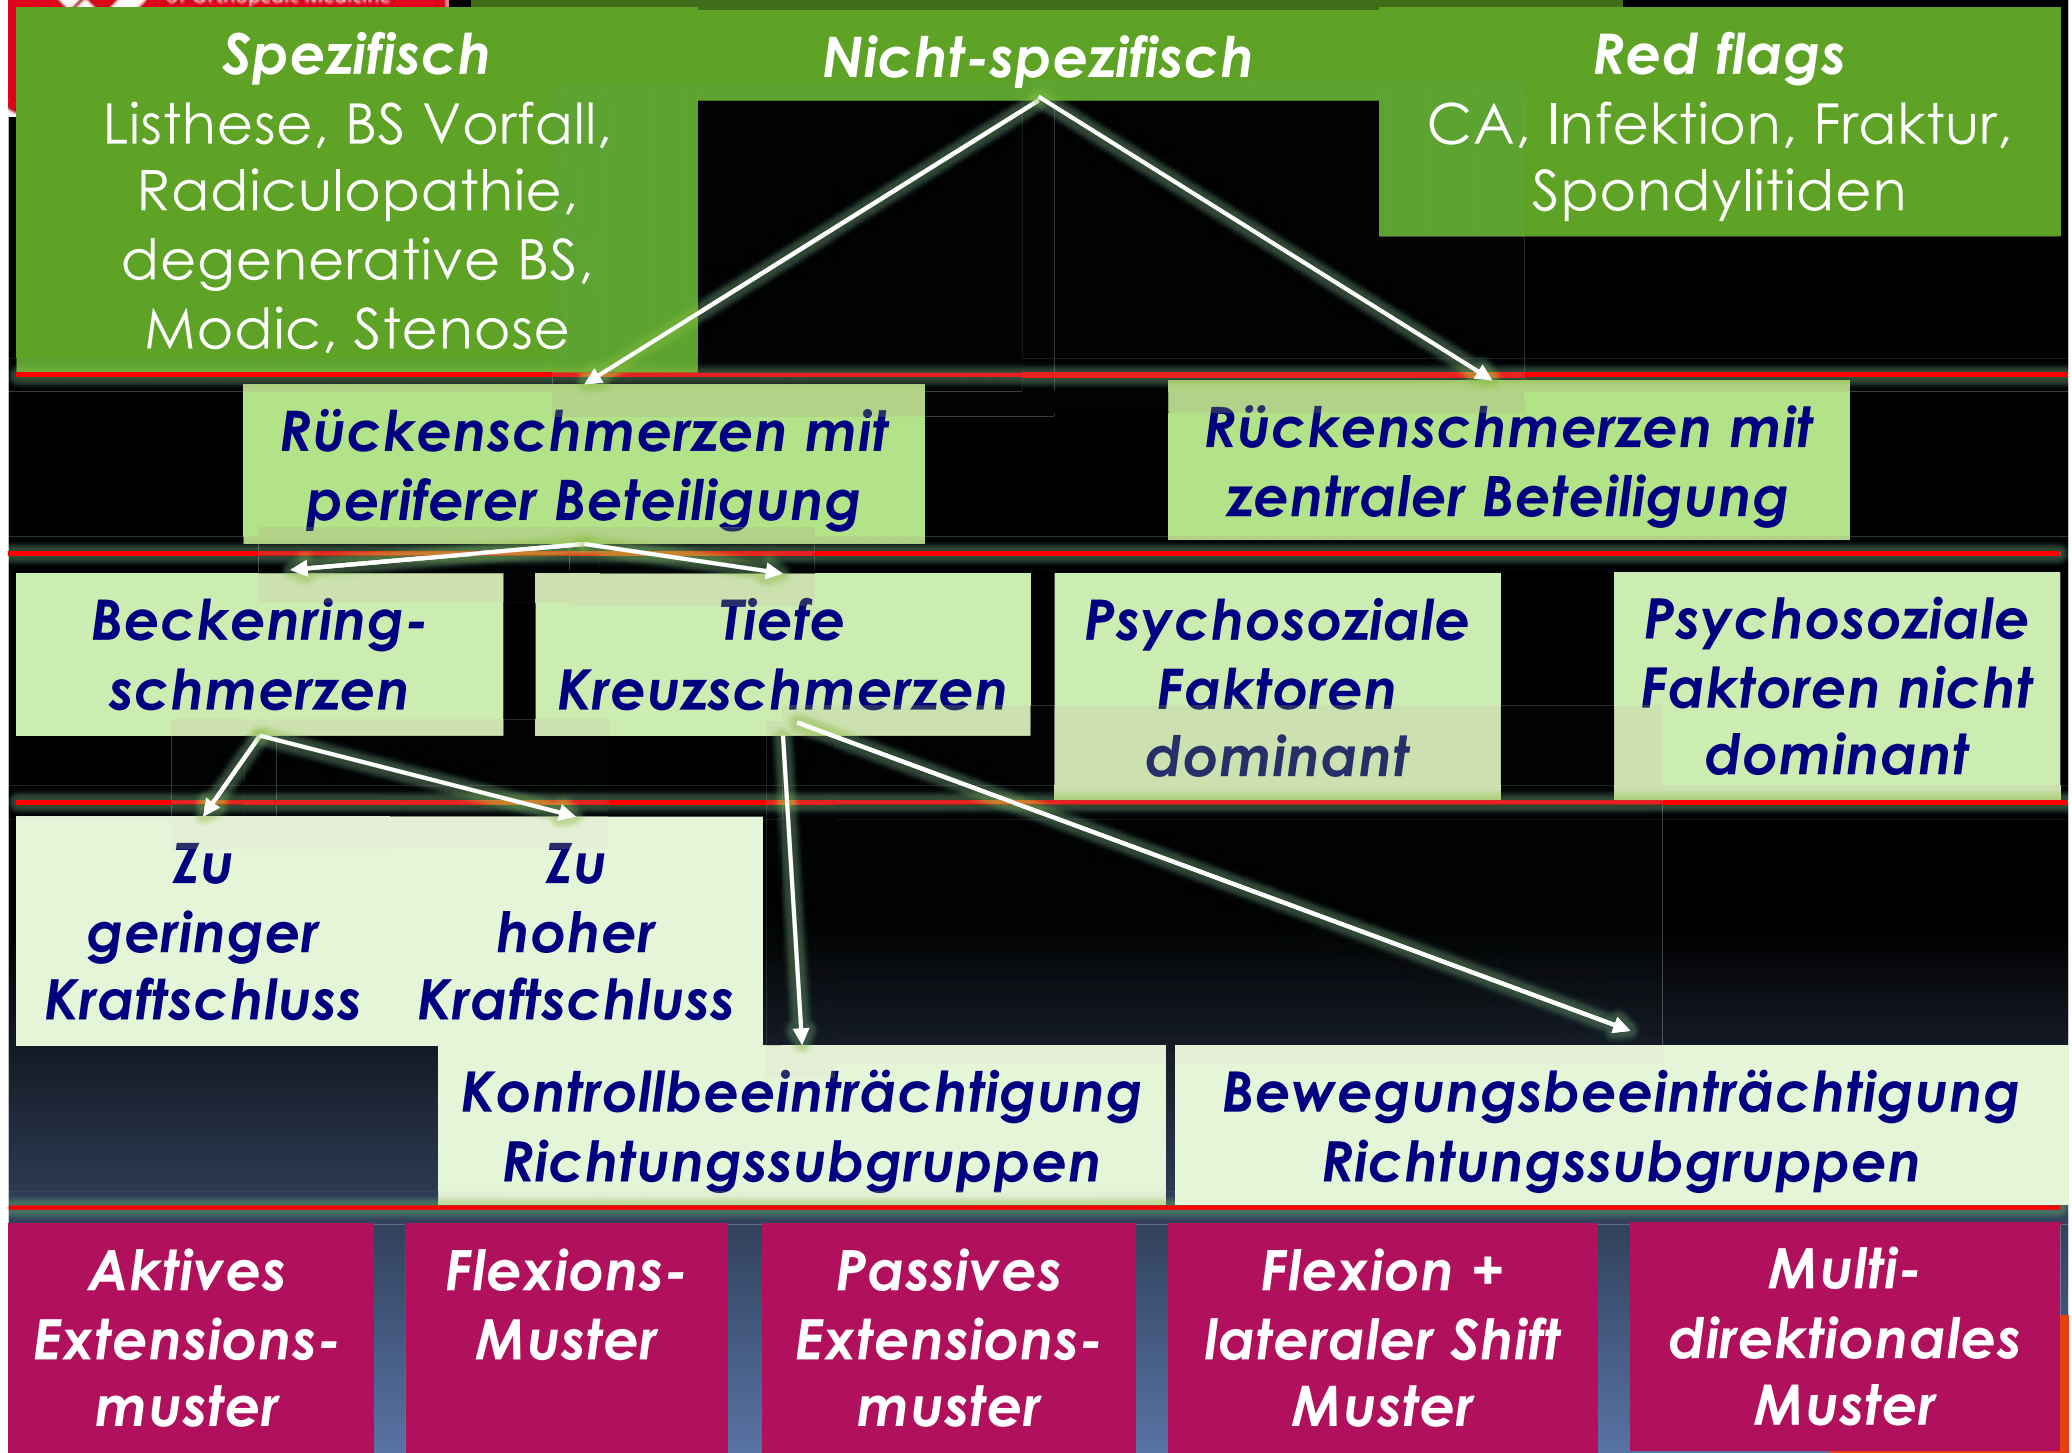 of Orthopedic Medicine
Spezifisch
Listhese, BS Vorfall,
Radiculopathie,
degenerative BS,
Modic, Stenose
Nicht-spezifisch
Red flags
CA, Infektion, Fraktur,
Spondylitiden
Rückenschmerzen mit
periferer Beteiligung
Rückenschmerzen mit
zentraler Beteiligung
Beckenring-
schmerzen
Tiefe
Kreuzschmerzen
Psychosoziale
Faktoren
dominant
Psychosoziale
Faktoren nicht
dominant
Zu
geringer
Kraftschluss
Zu
hoher
Kraftschluss
Kontrollbeeinträchtigung
Richtungssubgruppen
Bewegungsbeeinträchtigung
Richtungssubgruppen
Aktives
Extensions-
muster
Flexions-
Muster
Passives
Extensions-
muster
Flexion +
lateraler Shift
Muster
Multi-
direktionales
Muster